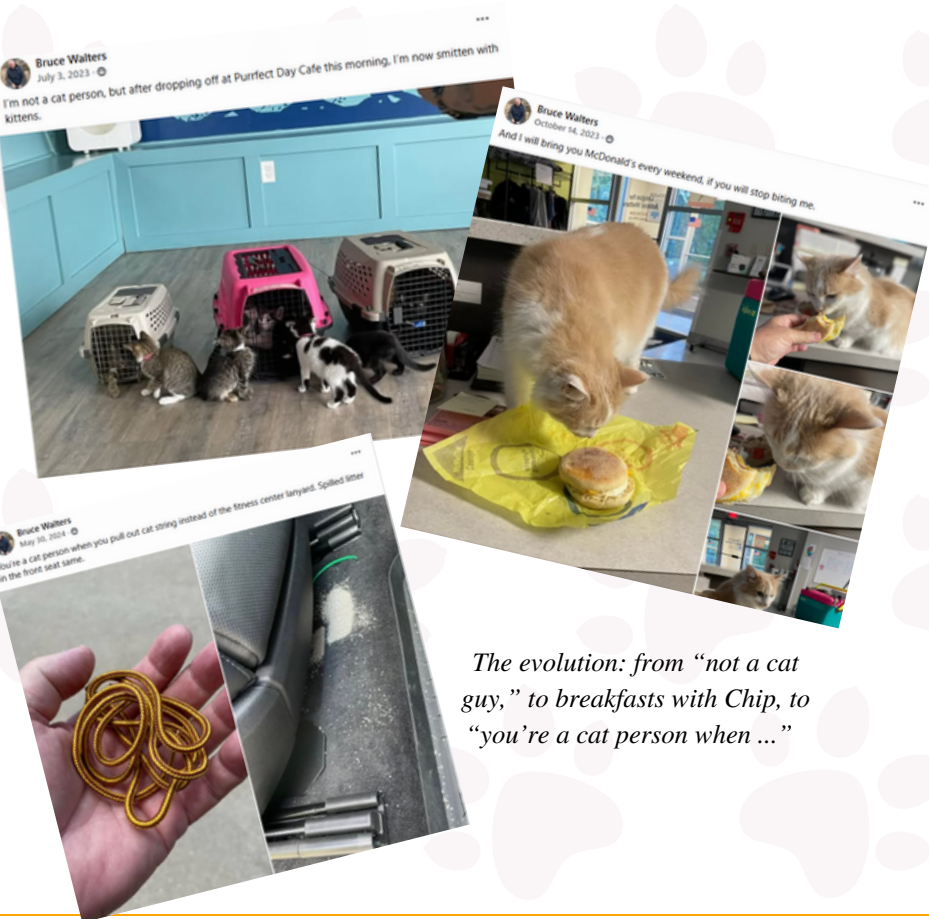 Bruce Walters
July 3, 2023 ·
I'm not a cat person, but after dropping off at Purrfect Day Cafe this morning, I'm now smitten with
kittens.
Bruce Walters
October 14, 2023 ·
And I will bring you McDonald's every weekend, if you will stop biting me.
Bruce Walters
May 30, 2024 ·
You're a cat person when you pull out cat string instead of the fitness center lanyard. Spilled litter
in the front seat same.
The evolution: from “not a cat
guy,” to breakfasts with Chip, to
“you’re a cat person when ...”